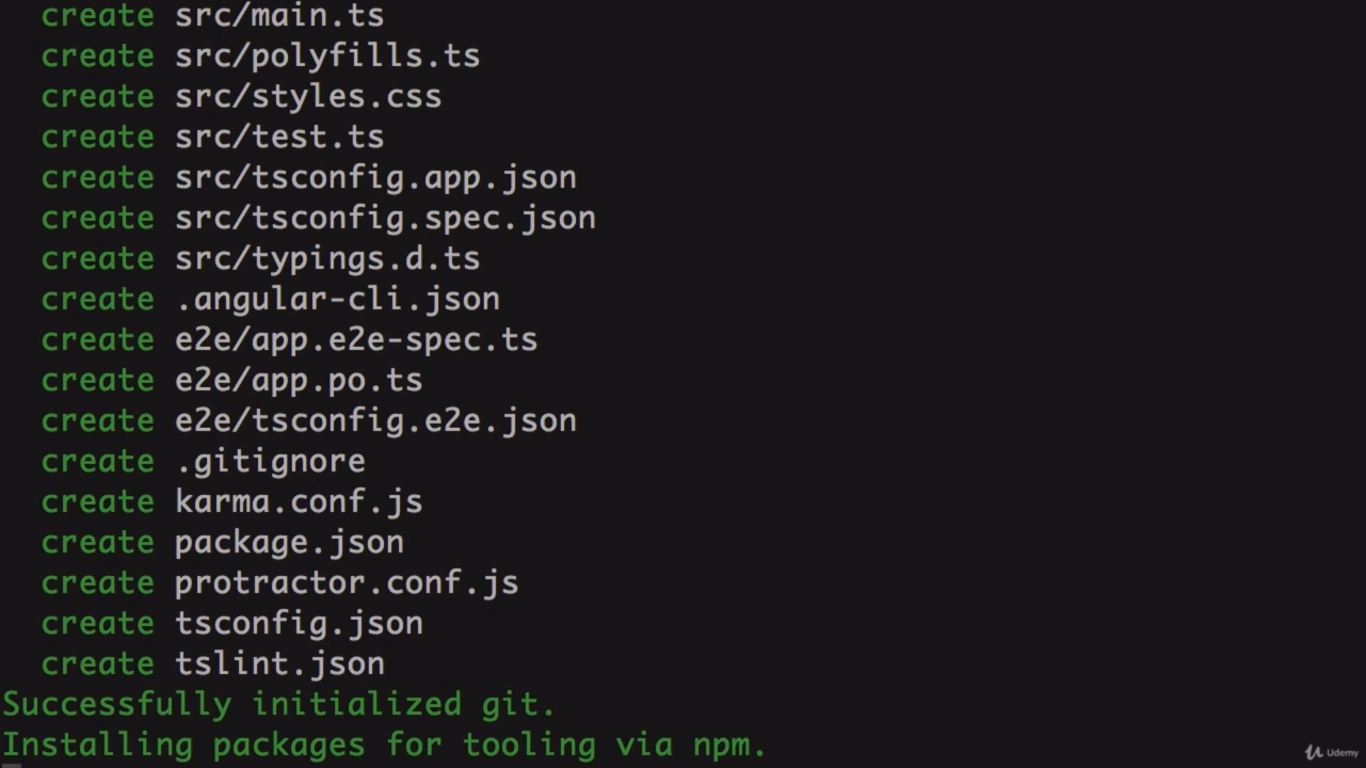 create src/main.ts
create src/polyfills.ts
create src/styles.css
create src/test.ts
create src/tsconfig.app.json
create src/tsconfig.spec.json
create src/typings.d.ts
create .angular-cli.json
create e2e/app.e2e-spec.ts
create e2e/app.po.ts
create e2e/tsconfig.e2e.json
create .gitignore
create karma.conf.js
create package.json
create protractor.conf.js
create tsconfig.json
create tslint.json
Successfully initialized git.
Installing packages for tooling via npm.
Udemy